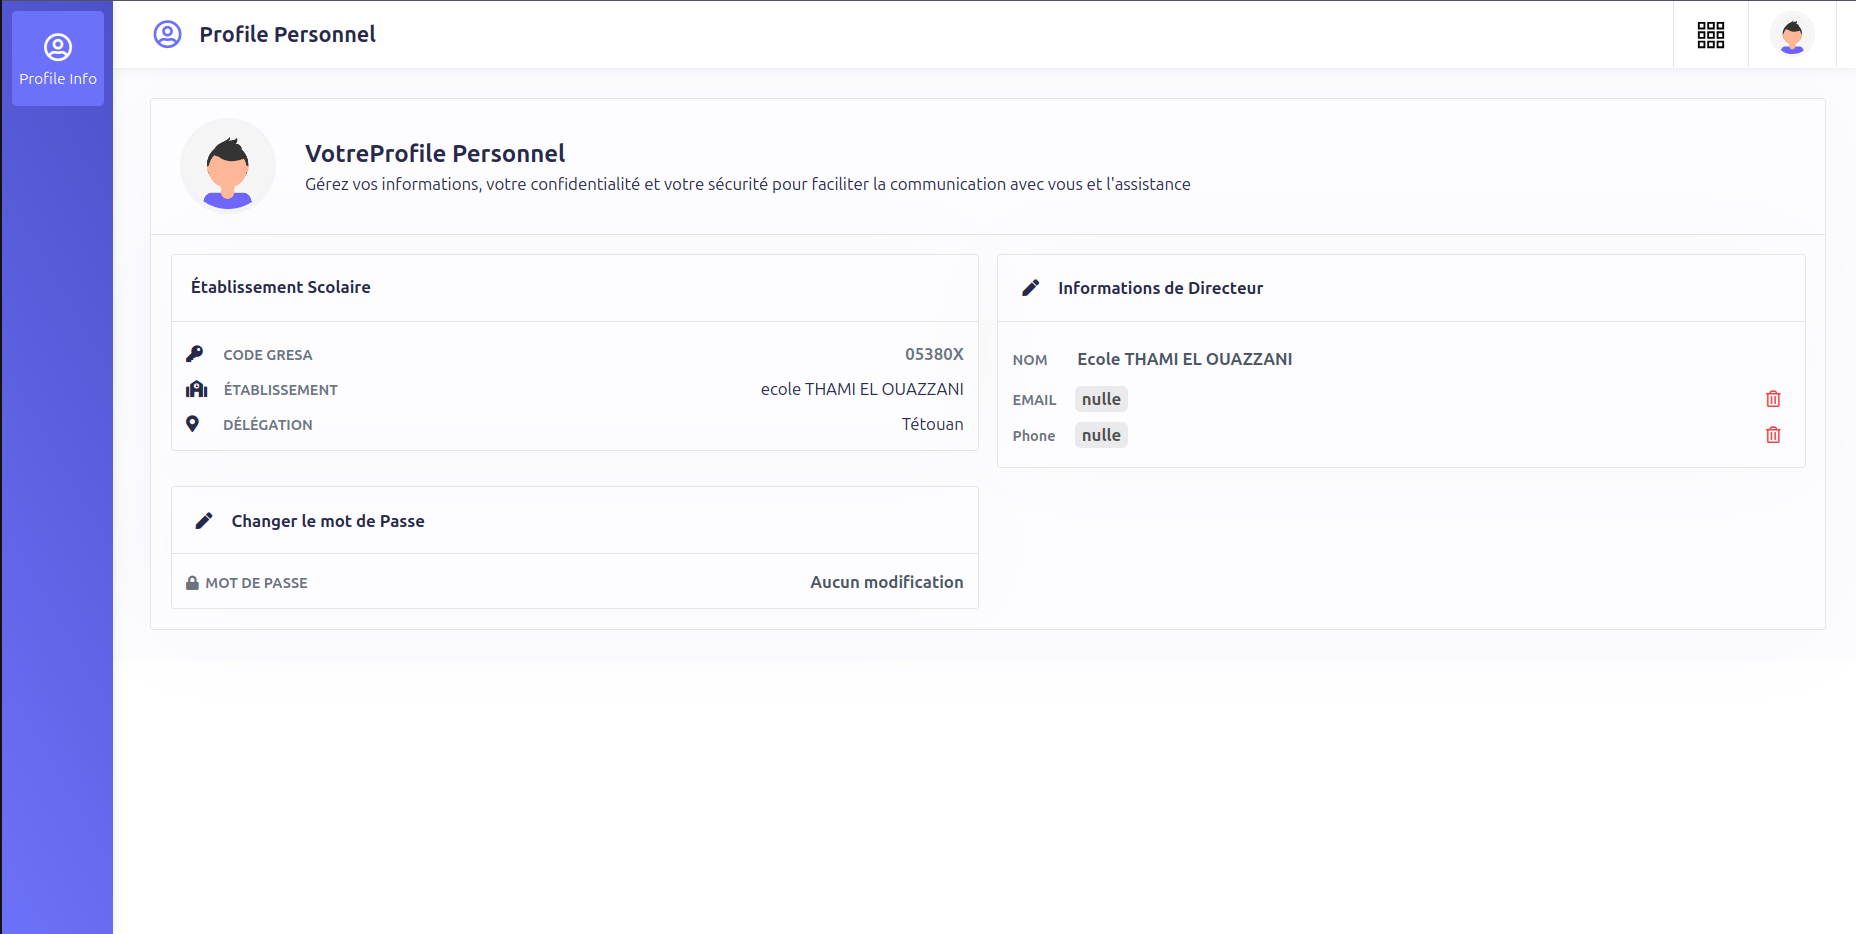 Profile Info
Profile Personnel
VotreProfile Personnel
Gérez vos informations, votre confidentialité et votre sécurité pour faciliter la communication avec vous et l'assistance
Établissement Scolaire
CODE GRESA 05380X
ÉTABLISSEMENT ecole THAMI EL OUAZZANI
DÉLÉGATION Tétouan
Informations de Directeur
NOM Ecole THAMI EL OUAZZANI
EMAIL nulle
Phone nulle
Changer le mot de Passe
MOT DE PASSE Aucun modification